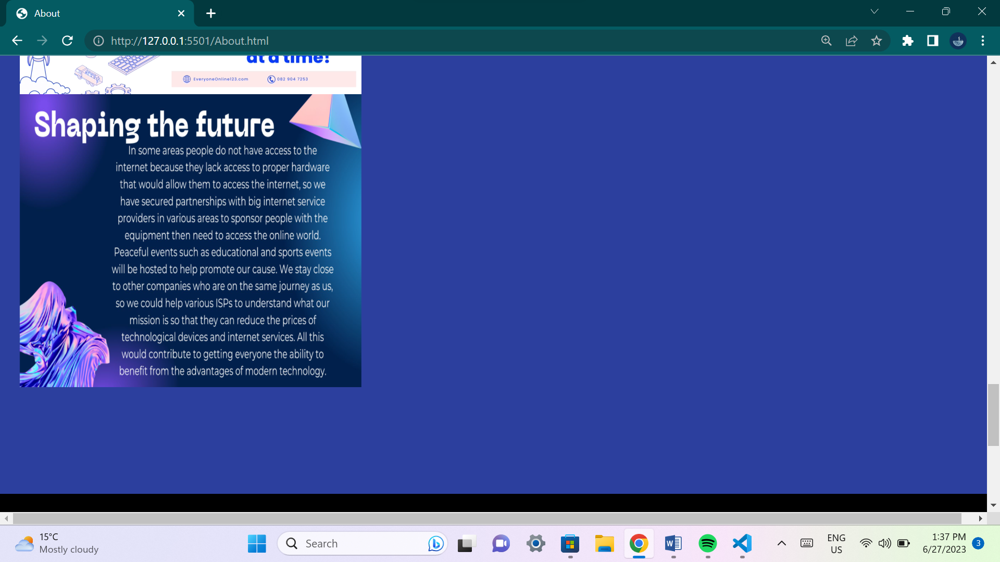 About
http://127.0.0.1:5501/About.html
at a time!
EveryoneOnline123.com
082 904 7253
Shaping the future
In some areas people do not have access to the
internet because they lack access to proper hardware
that would allow them to access the internet, so we
have secured partnerships with big internet service
providers in various areas to sponsor people with the
equipment then need to access the online world.
Peaceful events such as educational and sports events
will be hosted to help promote our cause. We stay close
to other companies who are on the same journey as us,
so we could help various ISPs to understand what our
mission is so that they can reduce the prices of
technological devices and internet services. All this
would contribute to getting everyone the ability to
benefit from the advantages of modern technology.
15°C
Mostly cloudy
Search
ENG
US
1:37 PM
6/27/2023
3